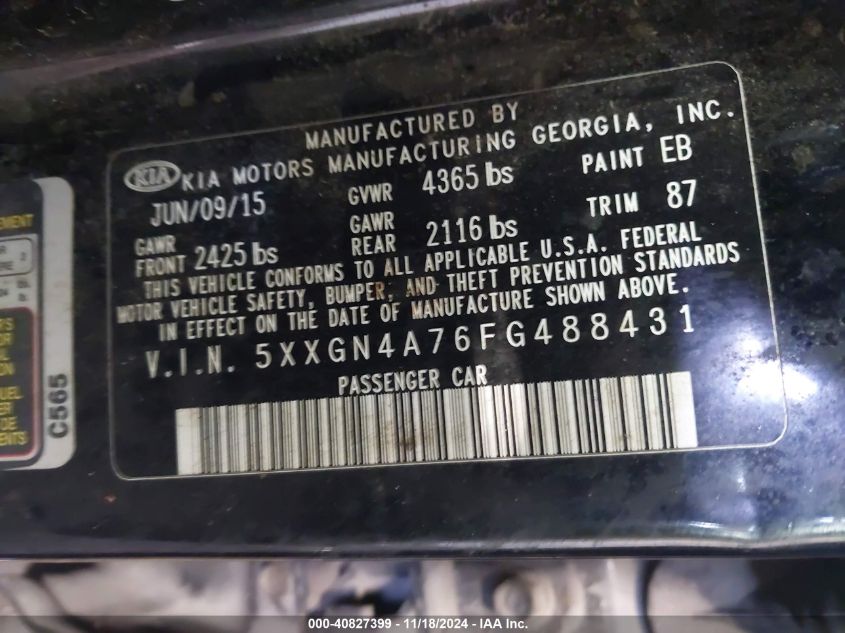 MANUFACTURED BY
KIA KIA MOTORS MANUFACTURING GEORGIA, INC.
JUN/09/15 GVWR 4365 lbs PAINT EB
GAWR FRONT 2425 lbs GAWR REAR 2116 lbs TRIM 87
THIS VEHICLE CONFORMS TO ALL APPLICABLE U.S.A. FEDERAL
MOTOR VEHICLE SAFETY, BUMPER, AND THEFT PREVENTION STANDARDS
IN EFFECT ON THE DATE OF MANUFACTURE SHOWN ABOVE.
V.I.N. 5XXGN4A76FG488431
PASSENGER CAR
C565
000-40827399 - 11/18/2024 - IAA Inc.